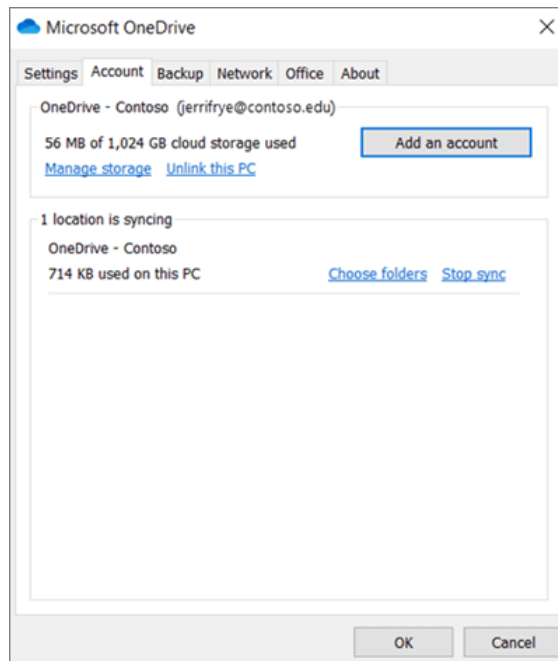 Microsoft OneDrive
Settings Account Backup Network Office About
OneDrive - Contoso (jerrifrye@contoso.edu)
56 MB of 1,024 GB cloud storage used Add an account
Manage storage Unlink this PC
1 location is syncing
OneDrive - Contoso
714 KB used on this PC Choose folders Stop sync
OK Cancel